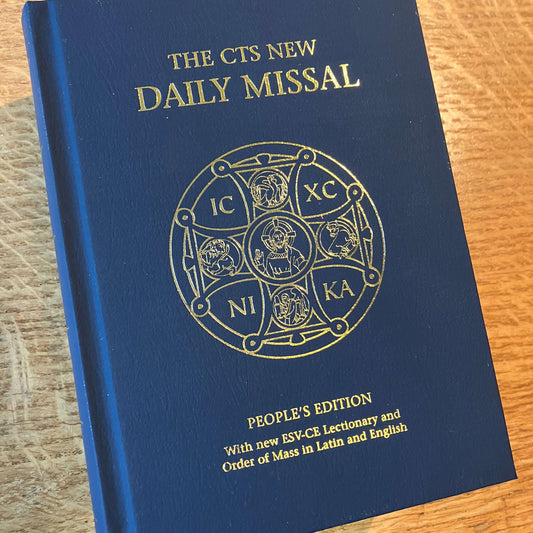 THE CTS NEW
DAILY MISSAL
IC XC
NI KA
PEOPLE'S EDITION
With new ESV-CE Lectionary and
Order of Mass in Latin and English